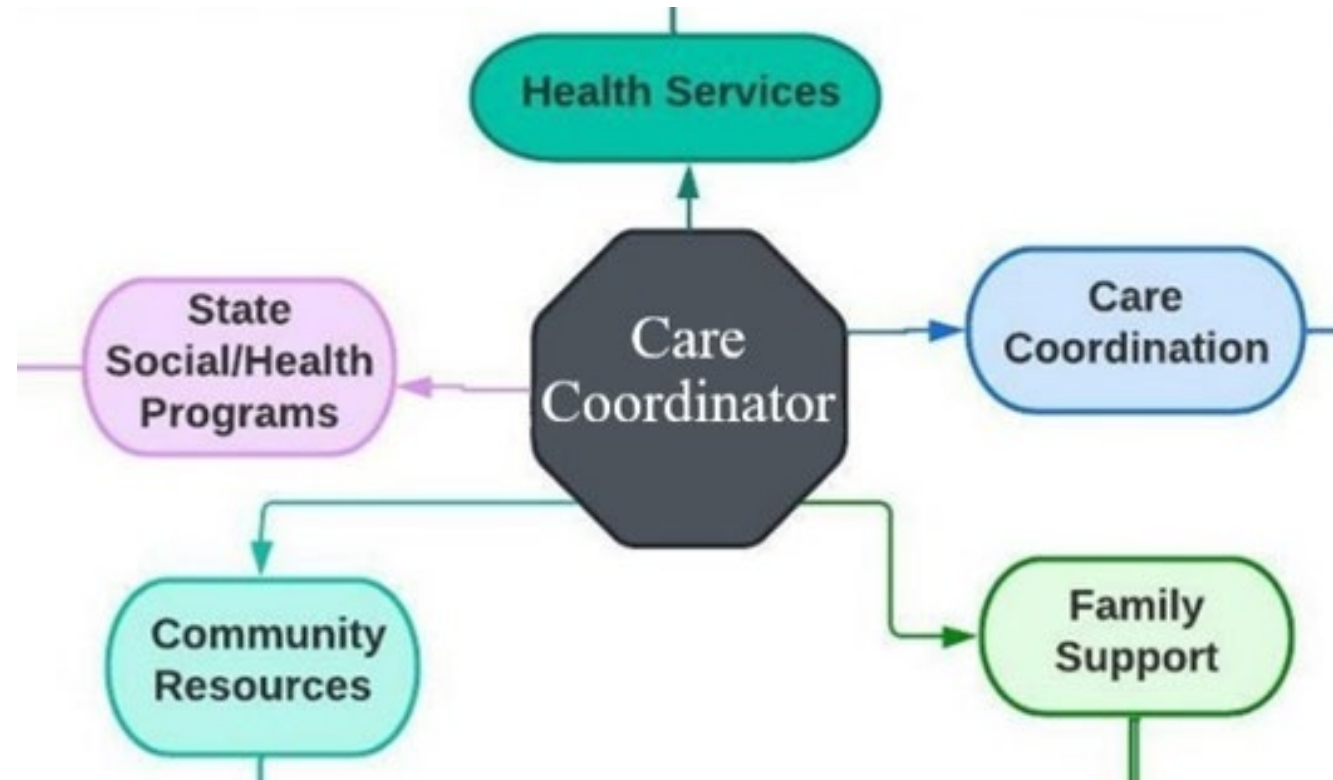 Health Services
State
Social/Health
Programs
Care
Coordinator
Care
Coordination
Community
Resources
Family
Support